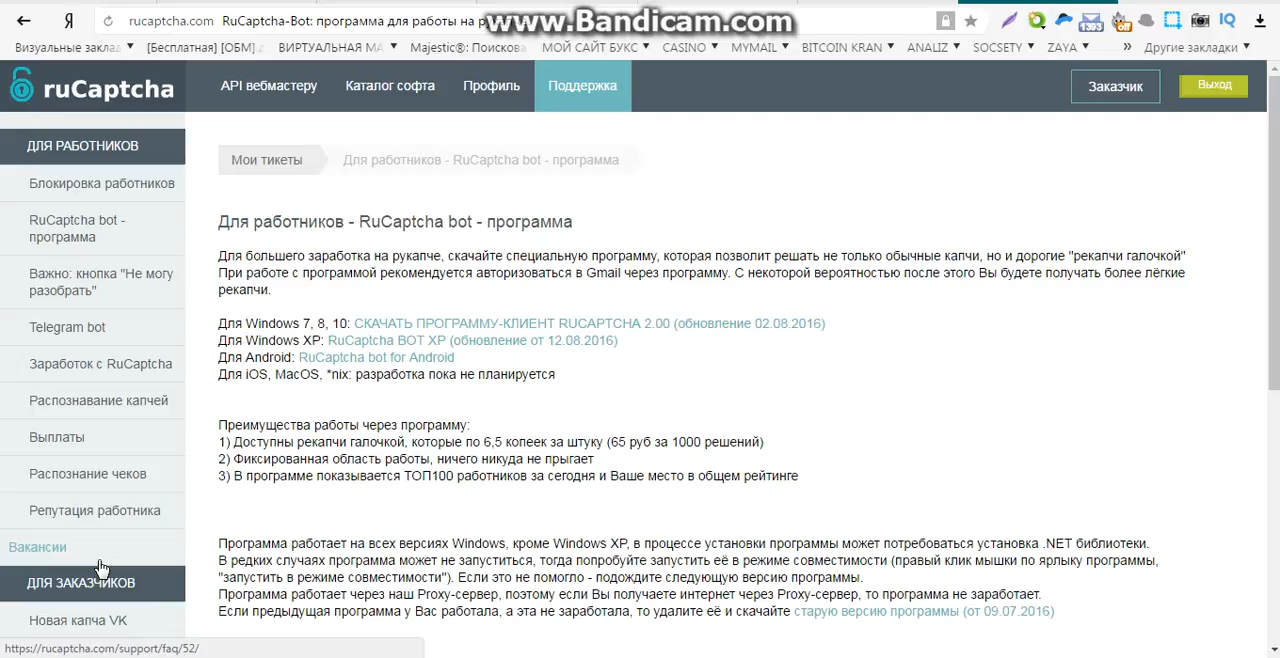 rucaptcha.com RuCaptcha-Bot: программа для работы на р
www.Bandicam.com
Визуальные заклад
[Бесплатная] [ОБМ]
ВИРТУАЛЬНАЯ МА
Majestic®: Поискова
МОЙ САЙТ БУКС
CASINO
MYMAIL
BITCOIN KRAN
ANALIZ
SOCSETY
ZAYA
»
Другие закладки
ruCaptcha
API вебмастеру
Каталог софта
Профиль
Поддержка
Заказчик
Выход
ДЛЯ РАБОТНИКОВ
Блокировка работников
RuCaptcha bot -
программа
Важно: кнопка "Не могу
разобрать"
Telegram bot
Заработок с RuCaptcha
Распознавание капчей
Выплаты
Распознание чеков
Репутация работника
Вакансии
ДЛЯ ЗАКАЗЧИКОВ
Новая капча VK
https://rucaptcha.com/support/faq/52/
Мои тикеты
Для работников - RuCaptcha bot - программа
Для работников - RuCaptcha bot - программа
Для большего заработка на рукапче, скачайте специальную программу, которая позволит решать не только обычные капчи, но и дорогие "рекапчи галочкой"
При работе с программой рекомендуется авторизоваться в Gmail через программу. С некоторой вероятностью после этого Вы будете получать более лёгкие
рекапчи.
Для Windows 7, 8, 10: СКАЧАТЬ ПРОГРАММУ-КЛИЕНТ RUCAPTCHA 2.00 (обновление 02.08.2016)
Для Windows XP: RuCaptcha BOT XP (обновление от 12.08.2016)
Для Android: RuCaptcha bot for Android
Для iOS, MacOS, *nix: разработка пока не планируется
Преимущества работы через программу:
1) Доступны рекапчи галочкой, которые по 6,5 копеек за штуку (65 руб за 1000 решений)
2) Фиксированная область работы, ничего никуда не прыгает
3) В программе показывается ТОП100 работников за сегодня и Ваше место в общем рейтинге
Программа работает на всех версиях Windows, кроме Windows XP, в процессе установки программы может потребоваться установка .NET библиотеки.
В редких случаях программа может не запуститься, тогда попробуйте запустить её в режиме совместимости (правый клик мышки по ярлыку программы,
"запустить в режиме совместимости"). Если это не помогло - подождите следующую версию программы.
Программа работает через наш Proxy-сервер, поэтому если Вы получаете интернет через Proxy-сервер, то программа не заработает.
Если предыдущая программа у Вас работала, а эта не заработала, то удалите её и скачайте старую версию программы (от 09.07.2016)